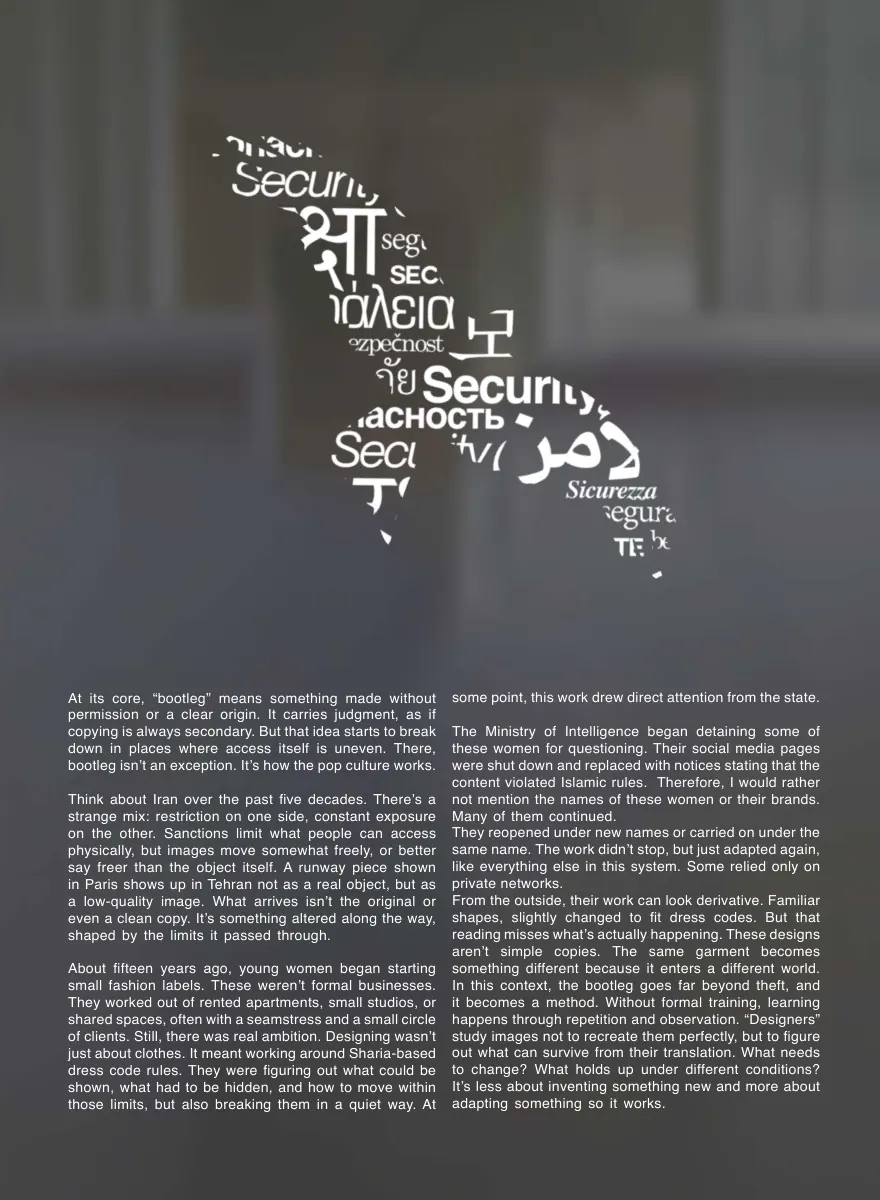 Security
क्षा
SEC
άλεια
zpečnost
보
ัย Security
асность
لامن
Sicurezza
segura
TE be
At its core, “bootleg” means something made without
permission or a clear origin. It carries judgment, as if
copying is always secondary. But that idea starts to break
down in places where access itself is uneven. There,
bootleg isn’t an exception. It’s how the pop culture works.
Think about Iran over the past five decades. There’s a
strange mix: restriction on one side, constant exposure
on the other. Sanctions limit what people can access
physically, but images move somewhat freely, or better
say freer than the object itself. A runway piece shown
in Paris shows up in Tehran not as a real object, but as
a low-quality image. What arrives isn’t the original or
even a clean copy. It’s something altered along the way,
shaped by the limits it passed through.
About fifteen years ago, young women began starting
small fashion labels. These weren’t formal businesses.
They worked out of rented apartments, small studios, or
shared spaces, often with a seamstress and a small circle
of clients. Still, there was real ambition. Designing wasn’t
just about clothes. It meant working around Sharia-based
dress code rules. They were figuring out what could be
shown, what had to be hidden, and how to move within
those limits, but also breaking them in a quiet way. At
some point, this work drew direct attention from the state.
The Ministry of Intelligence began detaining some of
these women for questioning. Their social media pages
were shut down and replaced with notices stating that the
content violated Islamic rules. Therefore, I would rather
not mention the names of these women or their brands.
Many of them continued.
They reopened under new names or carried on under the
same name. The work didn’t stop, but just adapted again,
like everything else in this system. Some relied only on
private networks.
From the outside, their work can look derivative. Familiar
shapes, slightly changed to fit dress codes. But that
reading misses what’s actually happening. These designs
aren’t simple copies. The same garment becomes
something different because it enters a different world.
In this context, the bootleg goes far beyond theft, and
it becomes a method. Without formal training, learning
happens through repetition and observation. “Designers”
study images not to recreate them perfectly, but to figure
out what can survive from their translation. What needs
to change? What holds up under different conditions?
It’s less about inventing something new and more about
adapting something so it works.